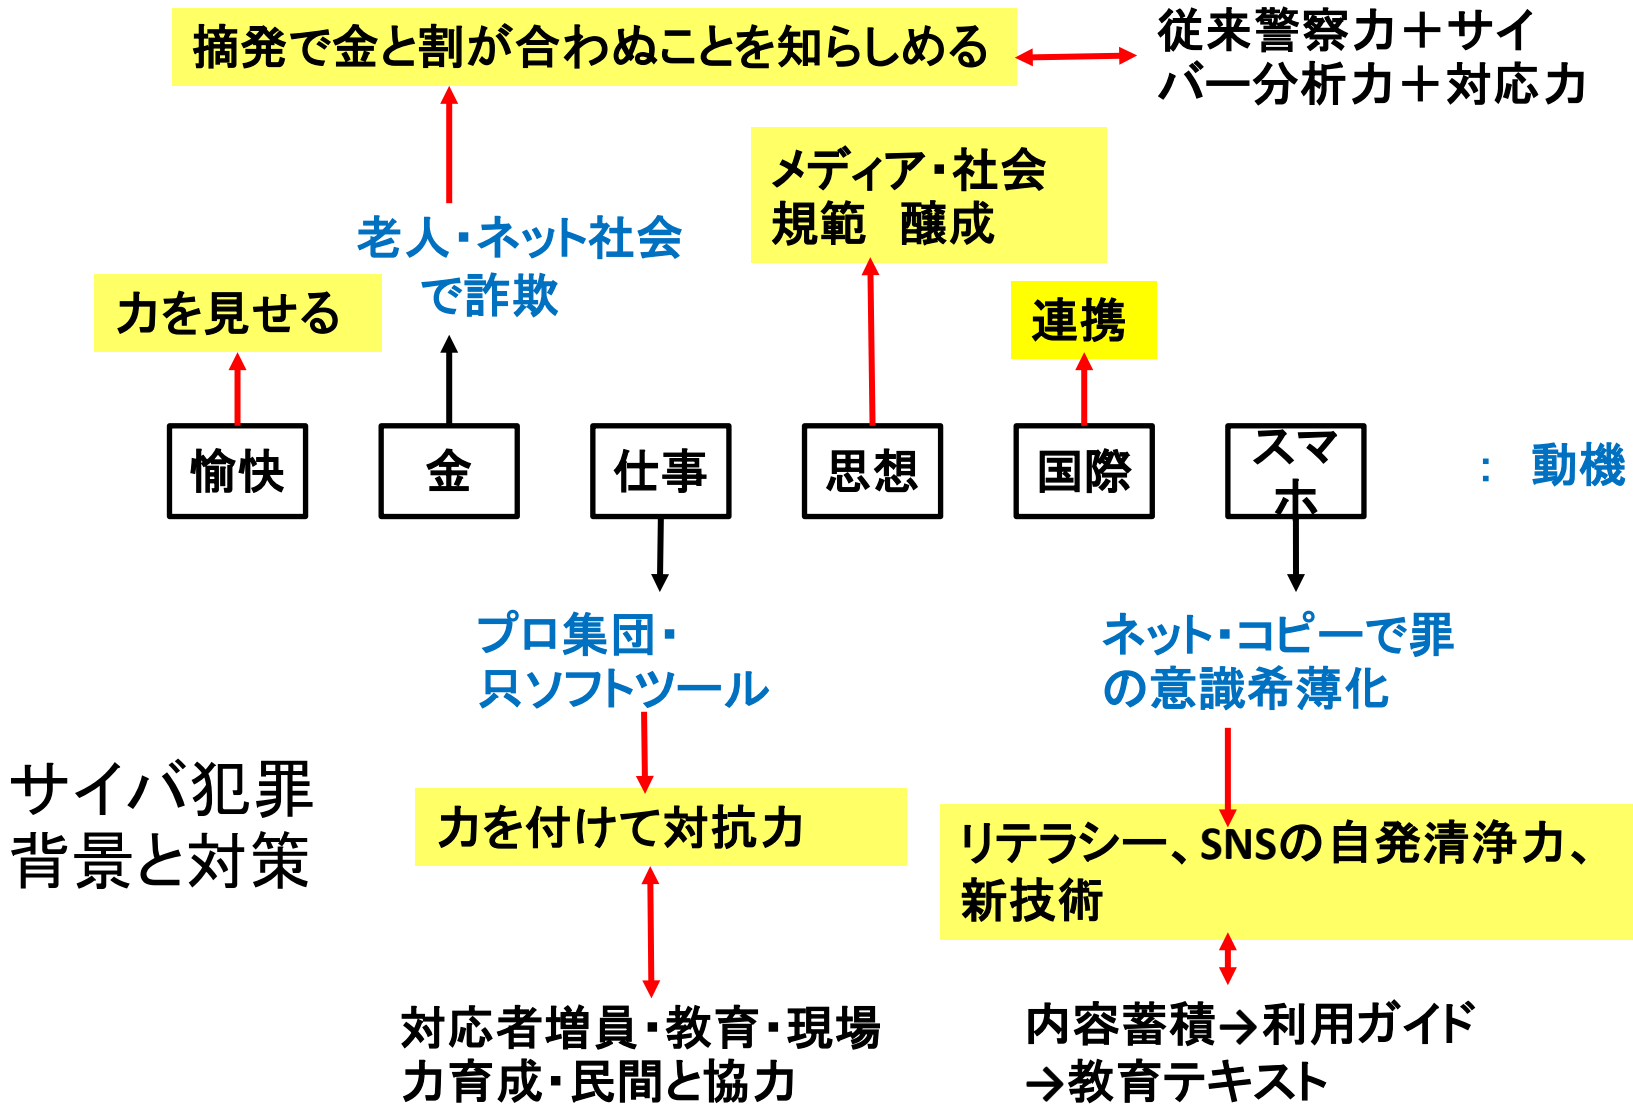 摘発で金と割が合わぬことを知らしめる
従来警察力＋サイ
バー分析力＋対応力
メディア・社会
規範　醸成
老人・ネット社会
で詐欺
力を見せる
連携
愉快
金
仕事
思想
国際
スマ
ホ
：　動機
プロ集団・
只ソフトツール
ネット・コピーで罪
の意識希薄化
サイバ犯罪
背景と対策
力を付けて対抗力
リテラシー、SNSの自発清浄力、
新技術
対応者増員・教育・現場
力育成・民間と協力
内容蓄積→利用ガイド
→教育テキスト